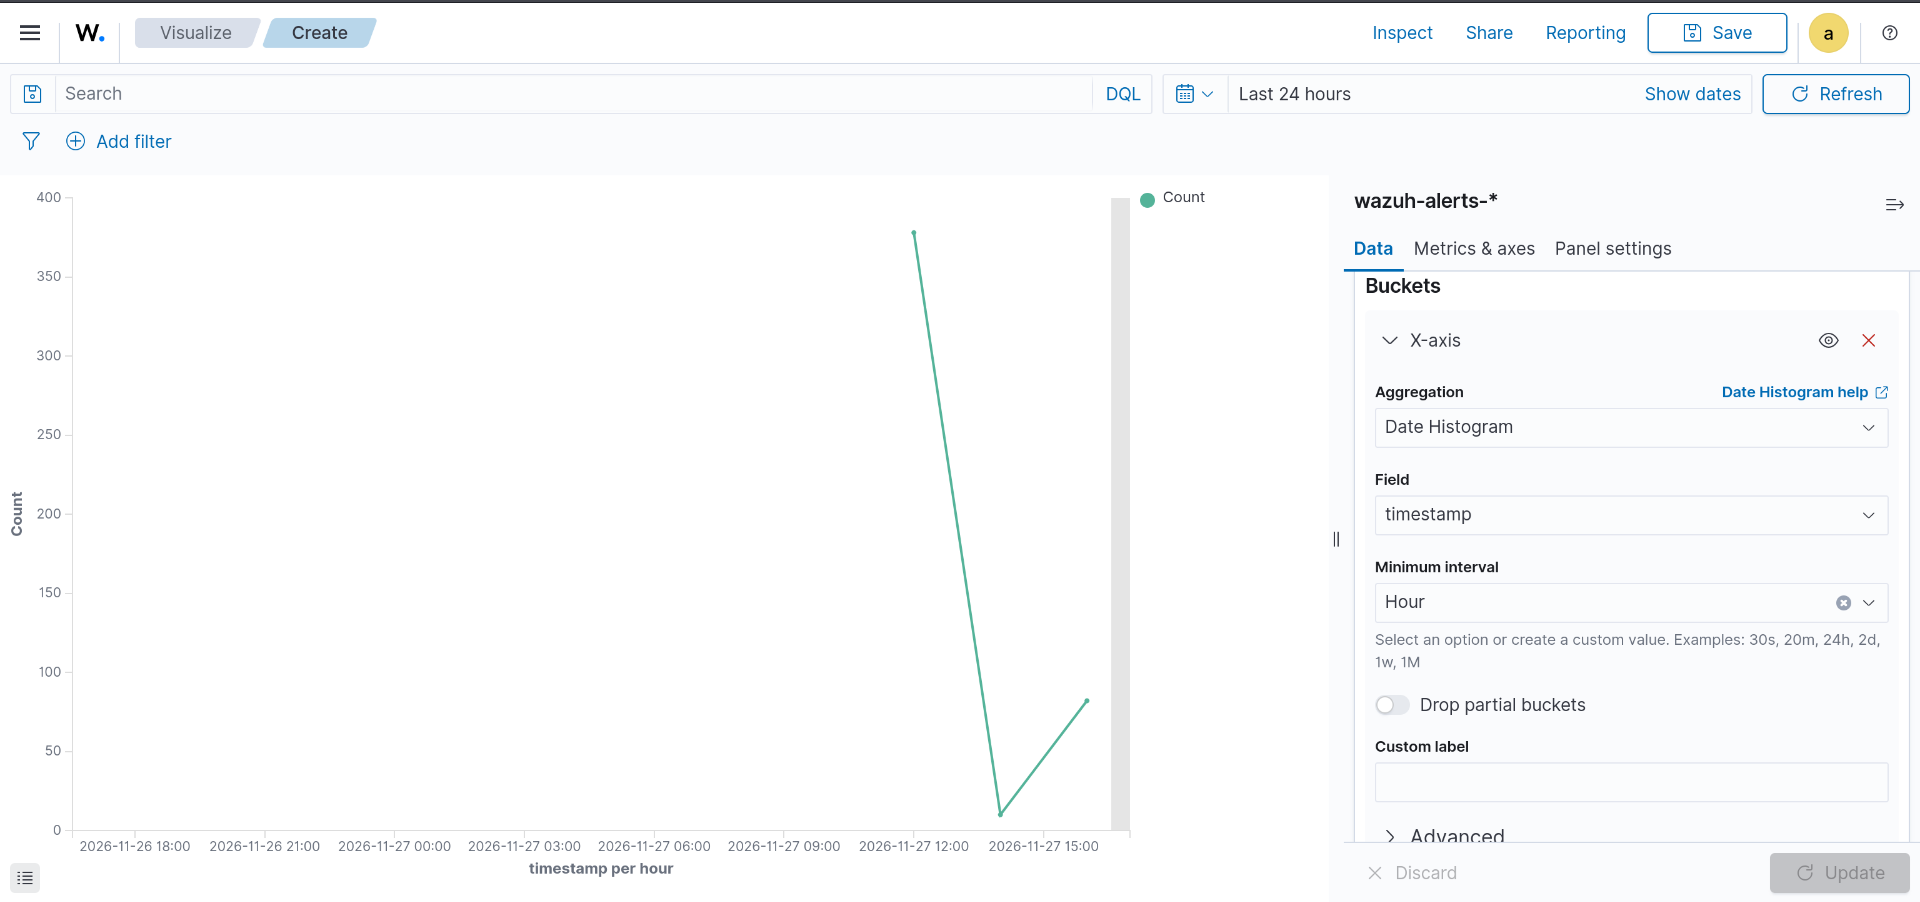 W.
Visualize
Create
Inspect
Share
Reporting
Save
a
Search
DQL
Last 24 hours
Show dates
Refresh
Add filter
400
350
300
250
200
150
100
50
0
Count
2026-11-26 18:00
2026-11-26 21:00
2026-11-27 00:00
2026-11-27 03:00
2026-11-27 06:00
2026-11-27 09:00
2026-11-27 12:00
2026-11-27 15:00
timestamp per hour
Count
wazuh-alerts-*
Data
Metrics & axes
Panel settings
Buckets
X-axis
Aggregation
Date Histogram help
Date Histogram
Field
timestamp
Minimum interval
Hour
Select an option or create a custom value. Examples: 30s, 20m, 24h, 2d,
1w, 1M
Drop partial buckets
Custom label
Advanced
Discard
Update